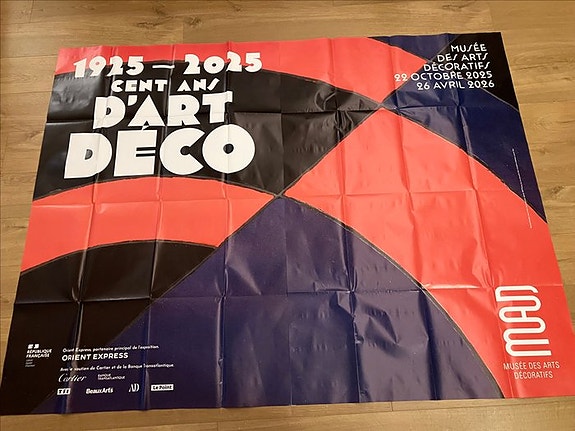 1925 – 2025
CENT ANS
D'ART
DÉCO
MUSÉE
DES ARTS
DÉCORATIFS
22 OCTOBRE 2025
26 AVRIL 2026
RÉPUBLIQUE
FRANÇAISE
Orient Express, partenaire principal de l'exposition
ORIENT EXPRESS
Avec le soutien de Cartier et de la Banque Transatlantique
Cartier
BANQUE
TRANSATLANTIQUE
BeauxArts
AD
Le Point
MAD
MUSÉE DES ARTS
DÉCORATIFS